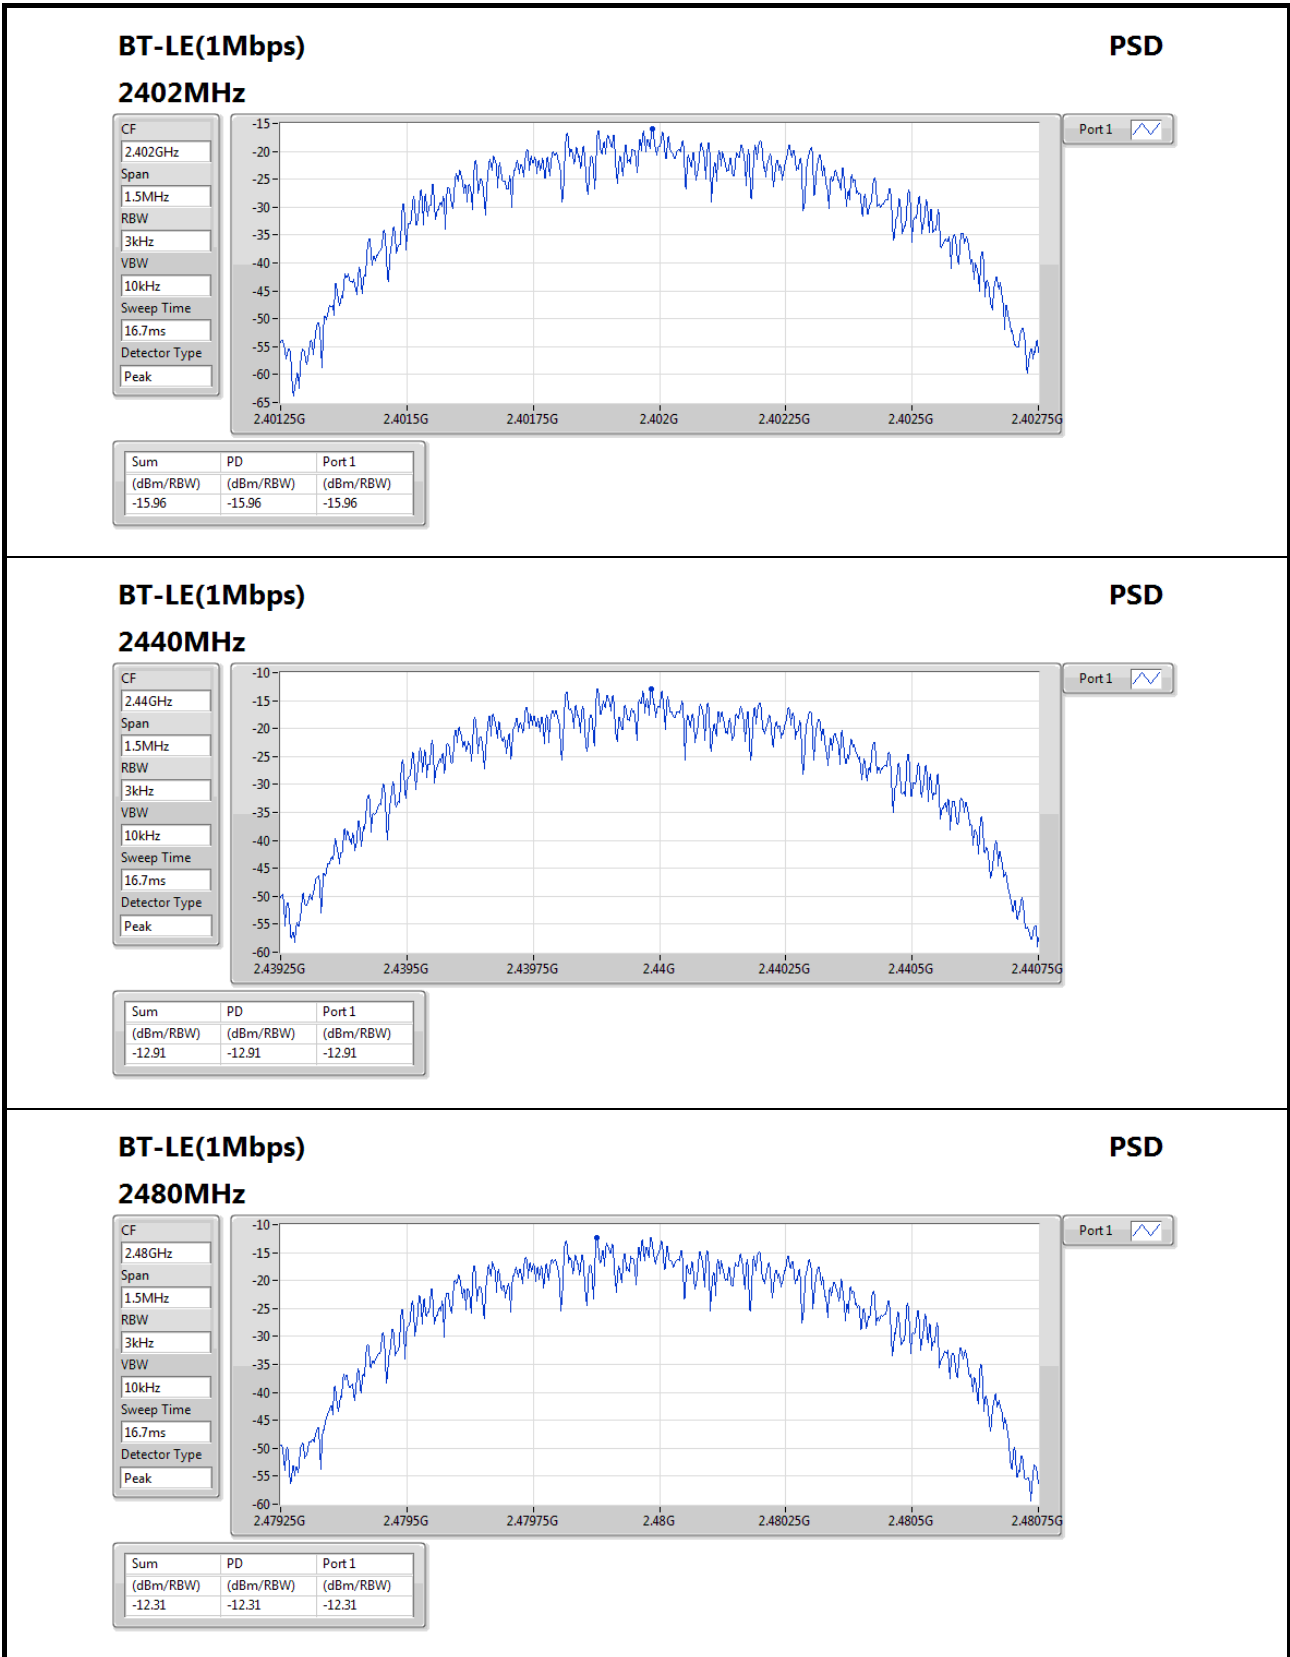 BT-LE(1Mbps) PSD
2402MHz
CF
2.402GHz
Span
1.5MHz
RBW
3kHz
VBW
10kHz
Sweep Time
16.7ms
Detector Type
Peak
-15
-20
-25
-30
-35
-40
-45
-50
-55
-60
-65
2.40125G 2.4015G 2.40175G 2.402G 2.40225G 2.4025G 2.40275G
Port 1
Sum PD Port 1
(dBm/RBW) (dBm/RBW) (dBm/RBW)
-15.96 -15.96 -15.96
BT-LE(1Mbps) PSD
2440MHz
CF
2.44GHz
Span
1.5MHz
RBW
3kHz
VBW
10kHz
Sweep Time
16.7ms
Detector Type
Peak
-10
-15
-20
-25
-30
-35
-40
-45
-50
-55
-60
2.43925G 2.4395G 2.43975G 2.44G 2.44025G 2.4405G 2.44075G
Port 1
Sum PD Port 1
(dBm/RBW) (dBm/RBW) (dBm/RBW)
-12.91 -12.91 -12.91
BT-LE(1Mbps) PSD
2480MHz
CF
2.48GHz
Span
1.5MHz
RBW
3kHz
VBW
10kHz
Sweep Time
16.7ms
Detector Type
Peak
-10
-15
-20
-25
-30
-35
-40
-45
-50
-55
-60
2.47925G 2.4795G 2.47975G 2.48G 2.48025G 2.4805G 2.48075G
Port 1
Sum PD Port 1
(dBm/RBW) (dBm/RBW) (dBm/RBW)
-12.31 -12.31 -12.31